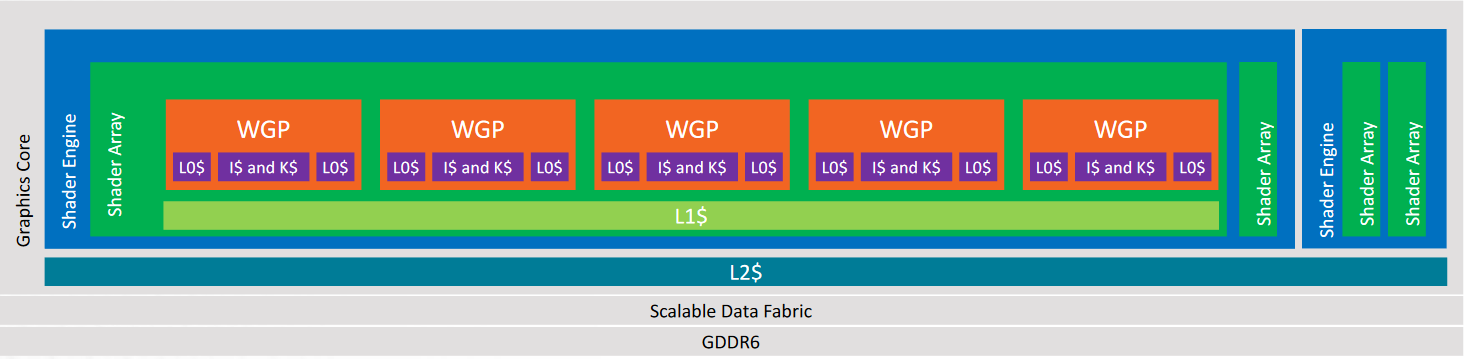 Graphics Core
Shader Engine
Shader Array
WGP
L0$ I$ and K$ L0$
WGP
L0$ I$ and K$ L0$
WGP
L0$ I$ and K$ L0$
WGP
L0$ I$ and K$ L0$
WGP
L0$ I$ and K$ L0$
L1$
Shader Array
Shader Engine
Shader Array
Shader Array
L2$
Scalable Data Fabric
GDDR6